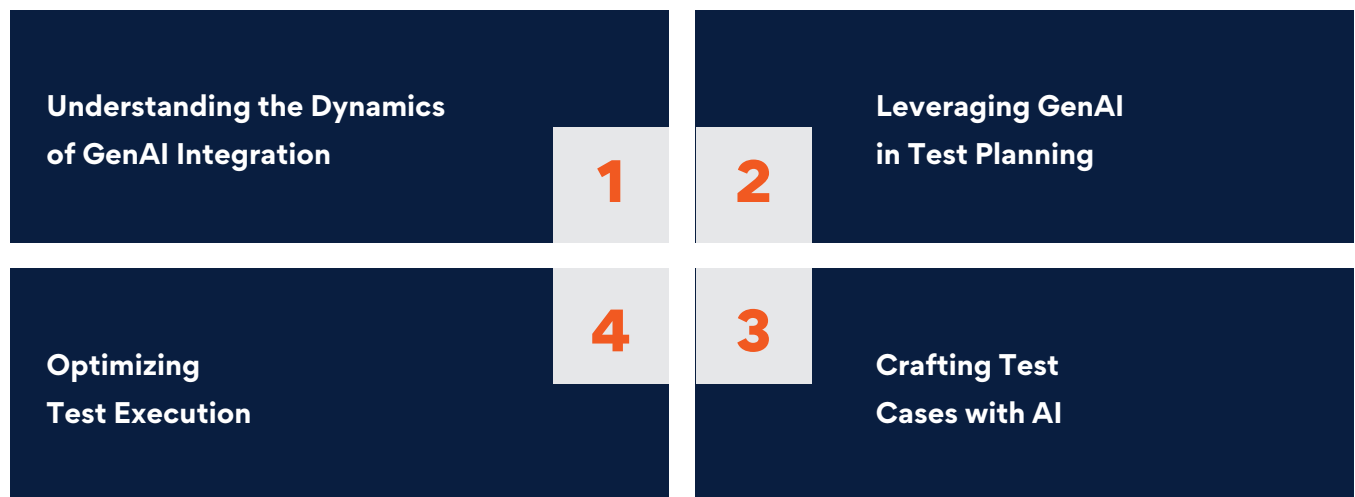 Understanding the Dynamics
of GenAI Integration
1
2
Leveraging GenAI
in Test Planning
4
Optimizing
Test Execution
3
Crafting Test
Cases with AI